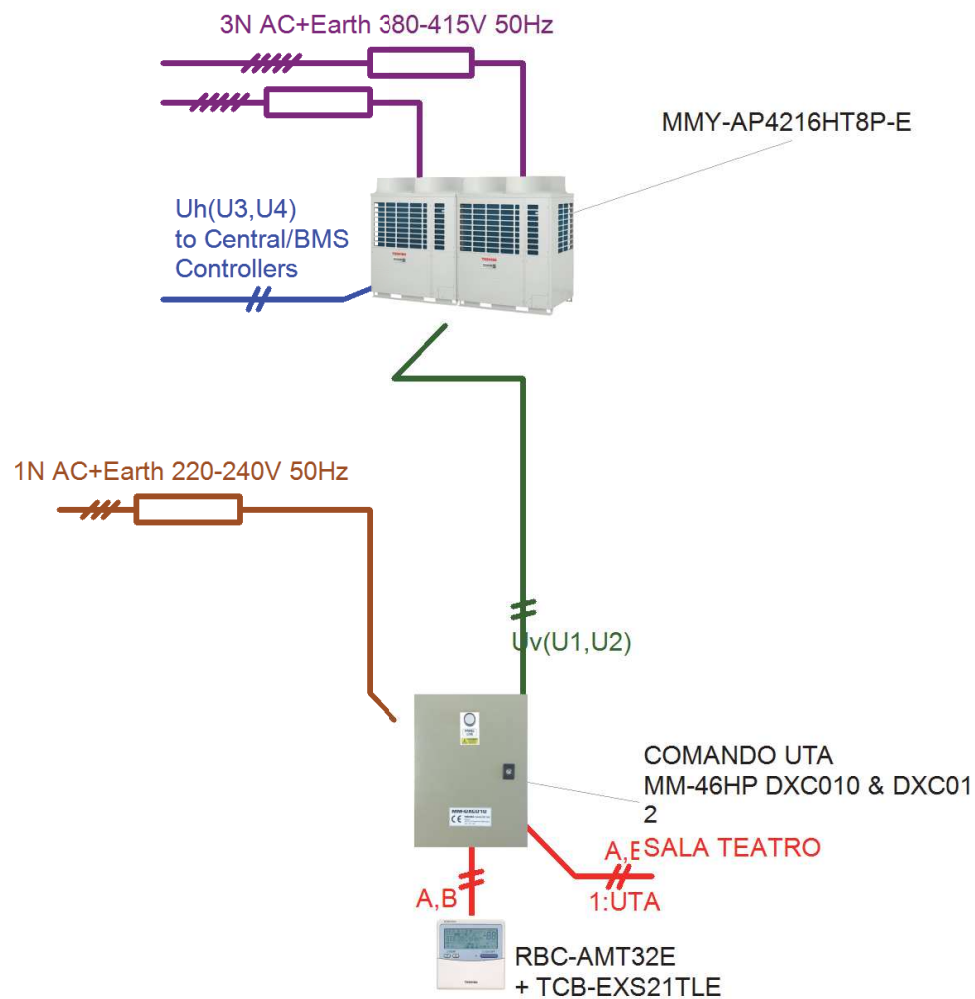 3N AC+Earth 380-415V 50Hz
MMY-AP4216HT8P-E
Uh(U3,U4)
to Central/BMS
Controllers
TOSHIBA
TOSHIBA
1N AC+Earth 220-240V 50Hz
Uv(U1,U2)
COMANDO UTA
MM-46HP DXC010 & DXC01
2
SALA TEATRO
A,B
A,B
1:UTA
RBC-AMT32E
+ TCB-EXS21TLE